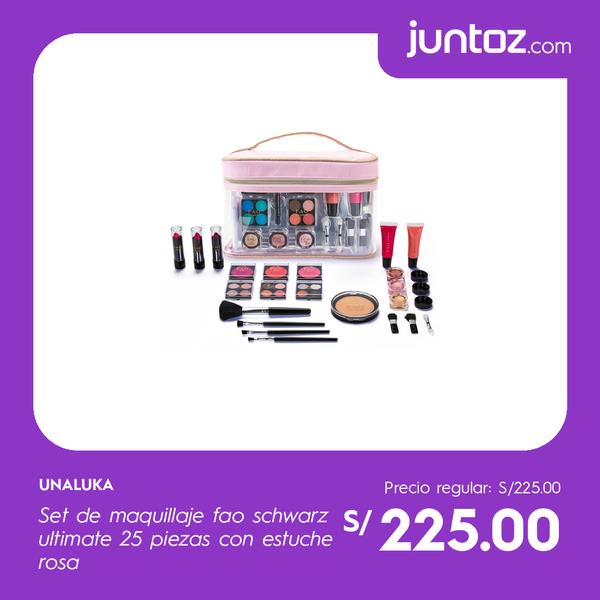 juntoz.com
UNALUKA
Set de maquillaje fao schwarz
ultimate 25 piezas con estuche
rosa
Precio regular: S/225.00
S/ 225.00